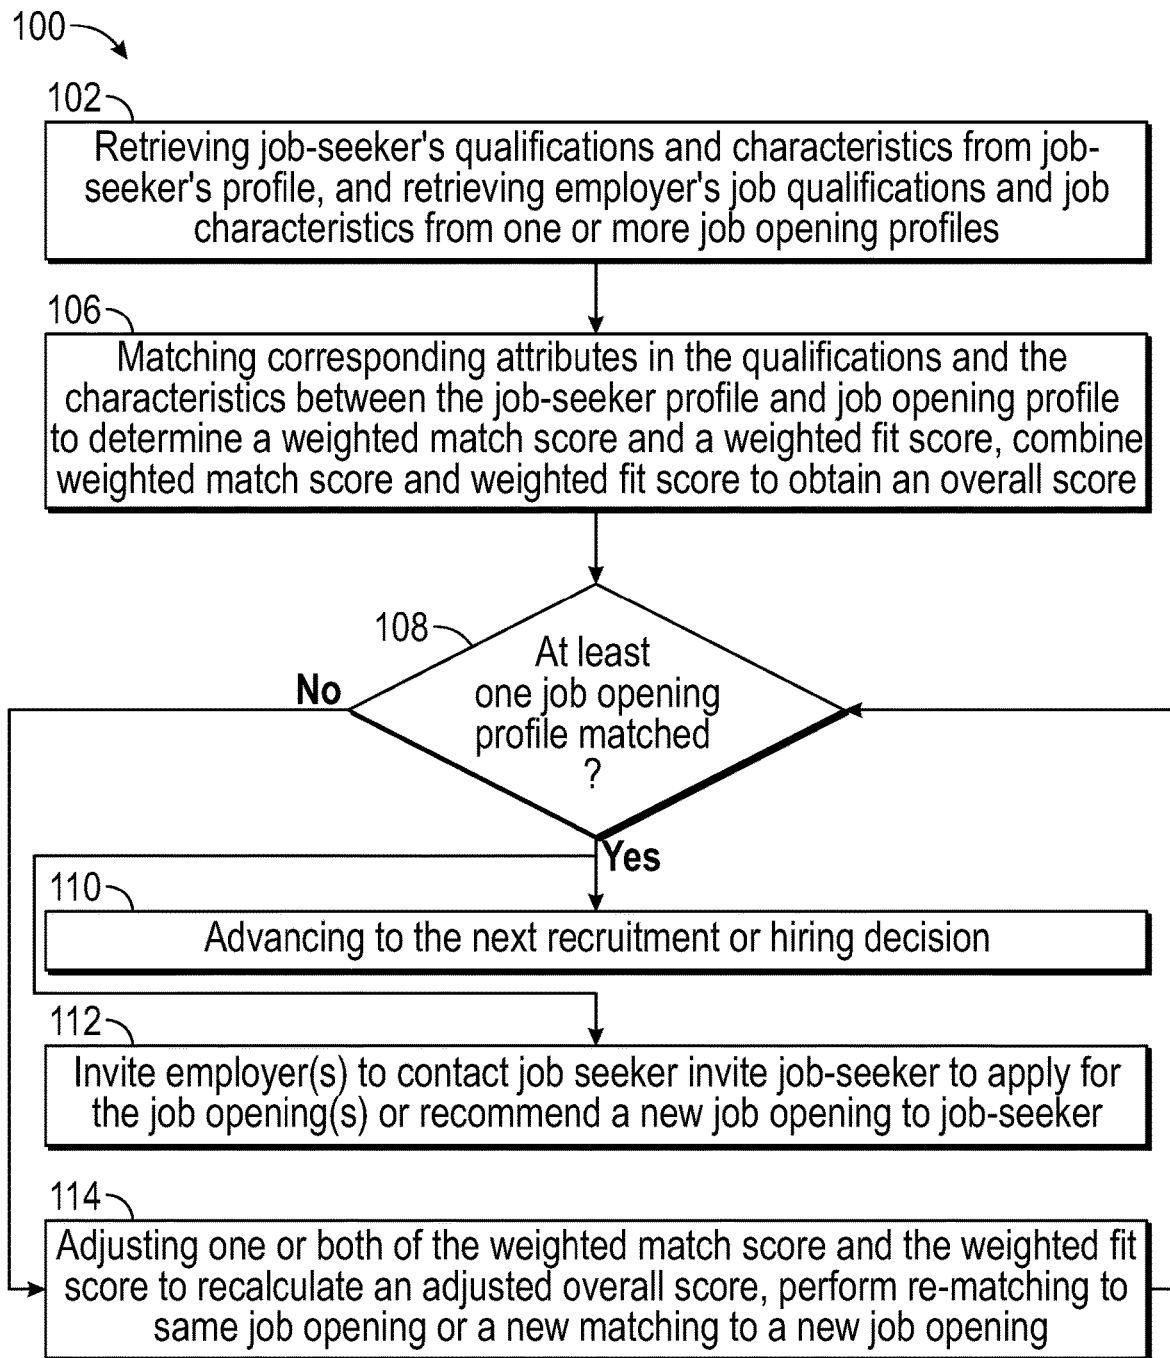 100
102
Retrieving job-seeker's qualifications and characteristics from job-
seeker's profile, and retrieving employer's job qualifications and job
characteristics from one or more job opening profiles
106
Matching corresponding attributes in the qualifications and the
characteristics between the job-seeker profile and job opening profile
to determine a weighted match score and a weighted fit score, combine
weighted match score and weighted fit score to obtain an overall score
108
At least
one job opening
profile matched
?
No
Yes
110
Advancing to the next recruitment or hiring decision
112
Invite employer(s) to contact job seeker invite job-seeker to apply for
the job opening(s) or recommend a new job opening to job-seeker
114
Adjusting one or both of the weighted match score and the weighted fit
score to recalculate an adjusted overall score, perform re-matching to
same job opening or a new matching to a new job opening